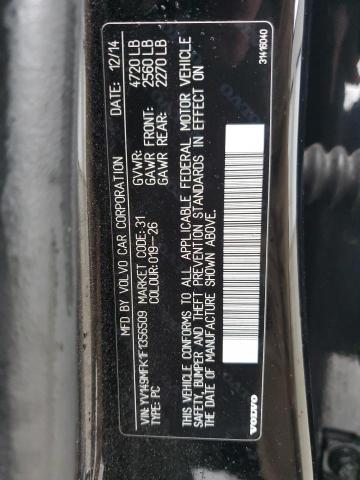 MFD BY VOLVO CAR CORPORATION DATE: 12/14
GVWR: 4720 LB
GAWR FRONT: 2560 LB
GAWR REAR: 2270 LB
VIN: YV149MFK1F1356509 MARKET CODE: 31
TYPE: PC COLOUR: 019-26
THIS VEHICLE CONFORMS TO ALL APPLICABLE FEDERAL MOTOR VEHICLE
SAFETY, BUMPER AND THEFT PREVENTION STANDARDS IN EFFECT ON
THE DATE OF MANUFACTURE SHOWN ABOVE.
VOLVO
31416040